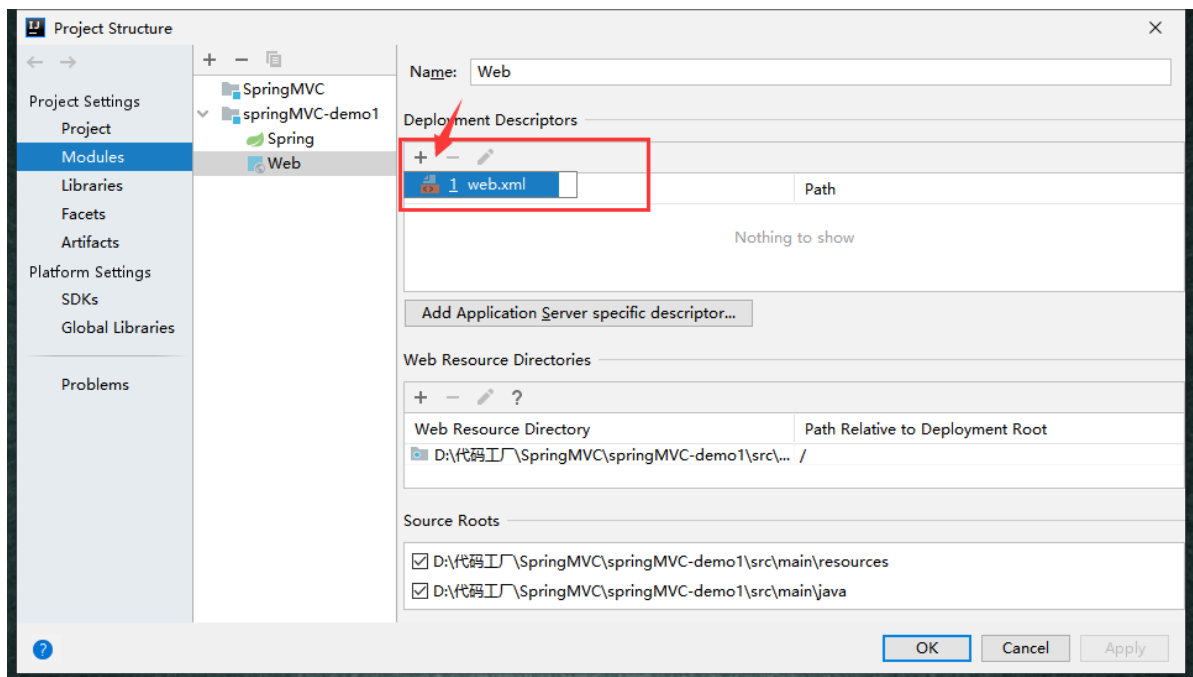 Project Structure
Project Settings
Project
Modules
Libraries
Facets
Artifacts
Platform Settings
SDKs
Global Libraries
Problems
SpringMVC
springMVC-demo1
Spring
Web
Name: Web
Deployment Descriptors
1 web.xml
Path
Nothing to show
Add Application Server specific descriptor...
Web Resource Directories
?
Web Resource Directory Path Relative to Deployment Root
D:\代码工厂\SpringMVC\springMVC-demo1\src\... /
Source Roots
D:\代码工厂\SpringMVC\springMVC-demo1\src\main\resources
D:\代码工厂\SpringMVC\springMVC-demo1\src\main\java
?
OK Cancel Apply